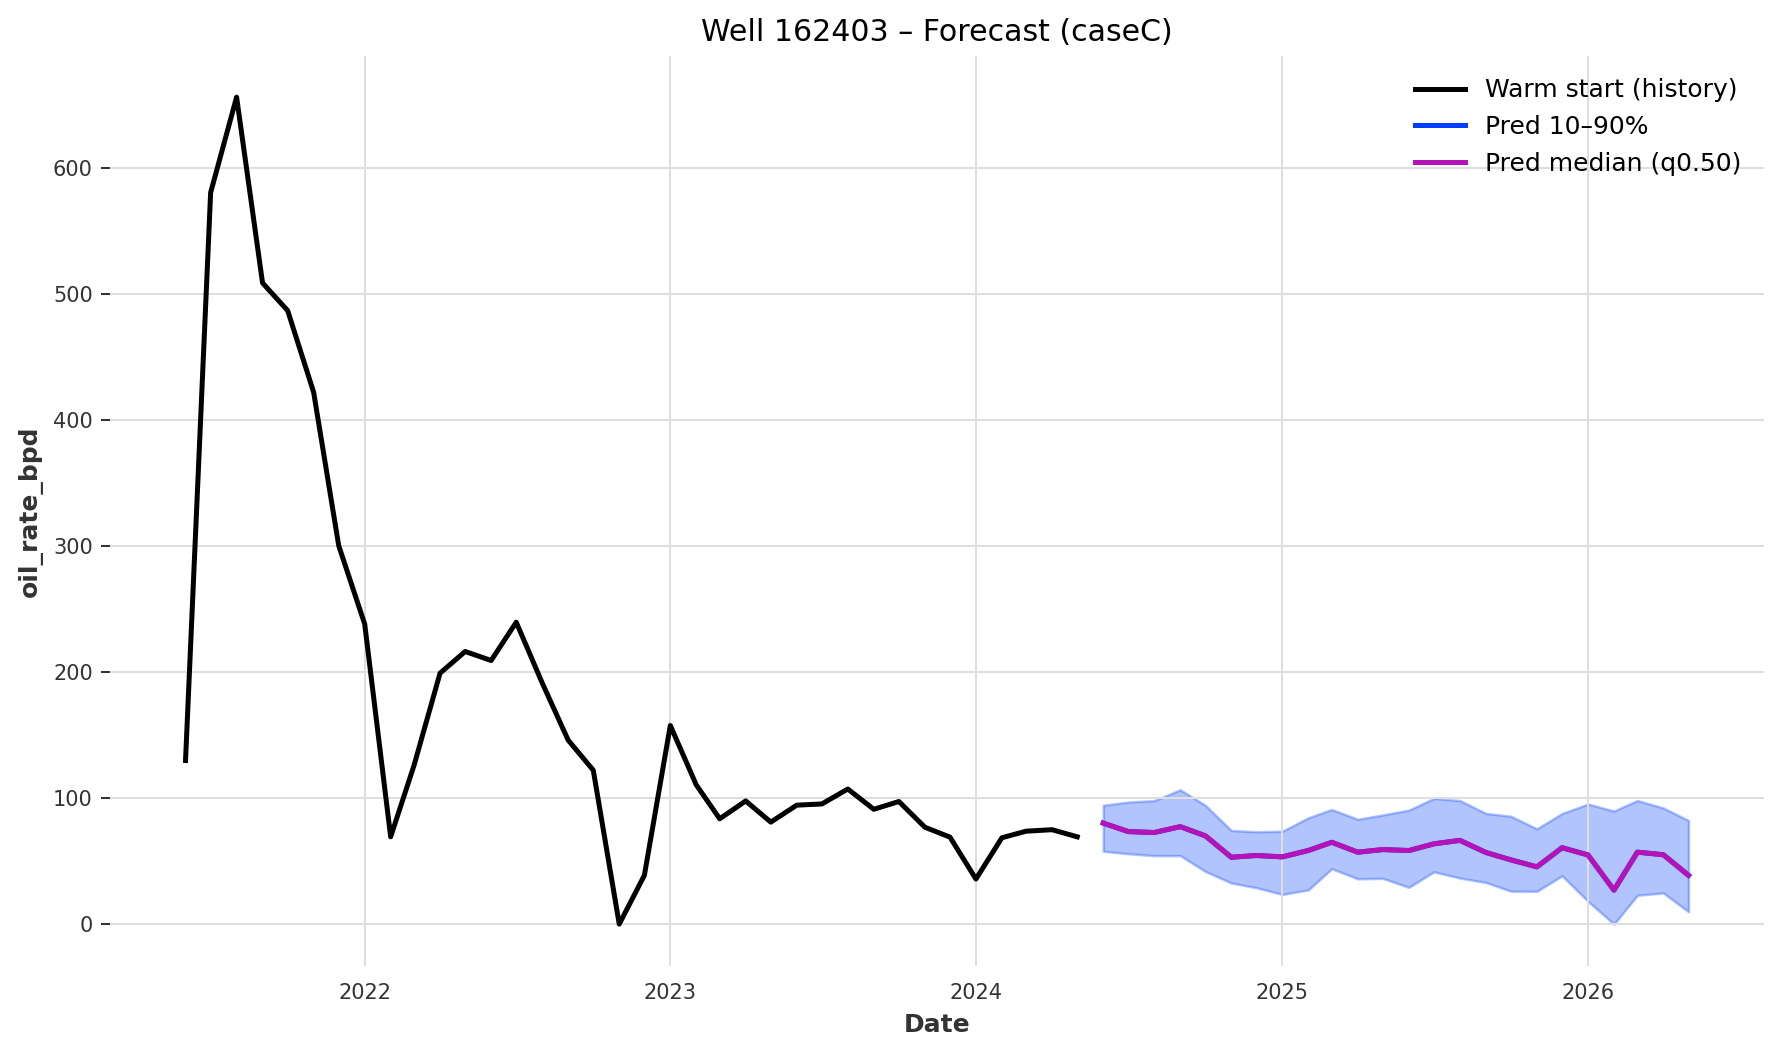 Well 162403 – Forecast (caseC)
Warm start (history)
Pred 10–90%
Pred median (q0.50)
oil_rate_bpd
600
500
400
300
200
100
0
2022 2023 2024 2025 2026
Date